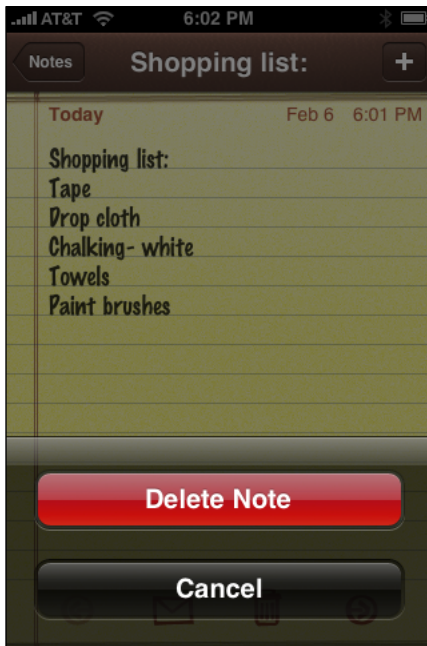 AT&T 6:02 PM
Notes Shopping list: +
Today Feb 6 6:01 PM
Shopping list:
Tape
Drop cloth
Chalking- white
Towels
Paint brushes
Delete Note
Cancel